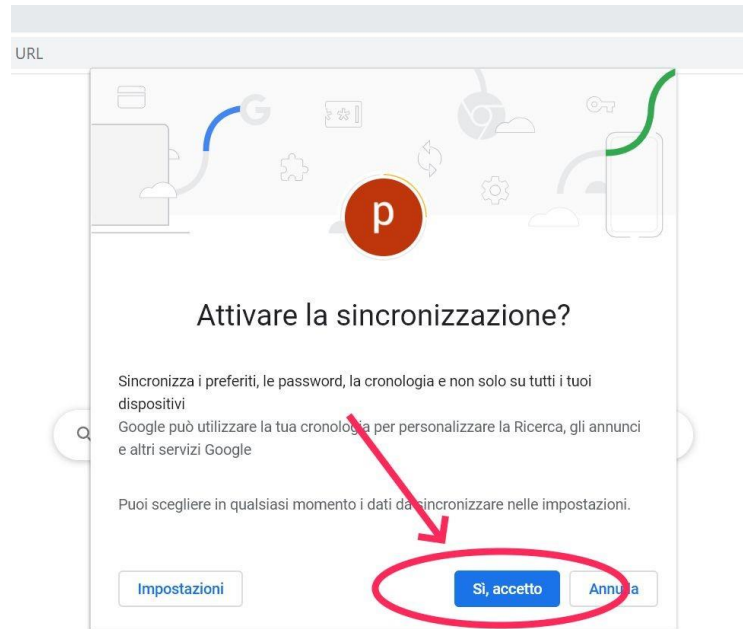 URL
p
Attivare la sincronizzazione?
Sincronizza i preferiti, le password, la cronologia e non solo su tutti i tuoi
dispositivi
Google può utilizzare la tua cronologia per personalizzare la Ricerca, gli annunci
e altri servizi Google
Puoi scegliere in qualsiasi momento i dati da sincronizzare nelle impostazioni.
Impostazioni
Sì, accetto
Annulla